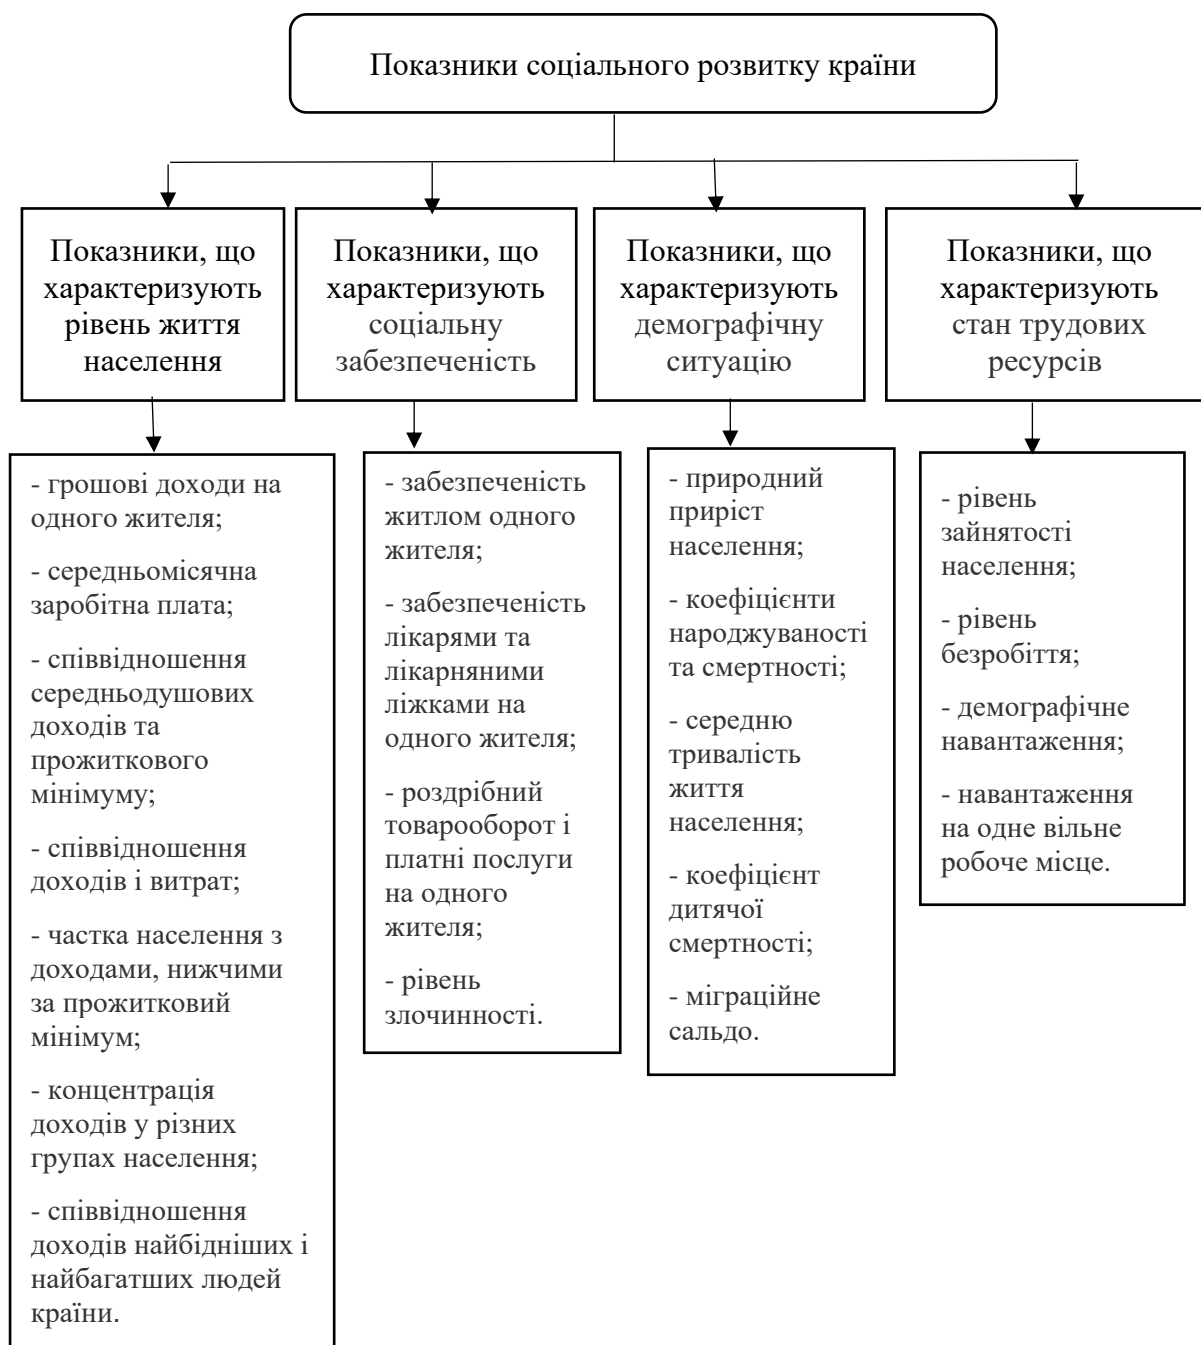 Показники соціального розвитку країни
Показники, що
характеризують
рівень життя
населення
Показники, що
характеризують
соціальну
забезпеченість
Показники, що
характеризують
демографічну
ситуацію
Показники, що
характеризують
стан трудових
ресурсів
- грошові доходи на
одного жителя;
- середньомісячна
заробітна плата;
- співвідношення
середньодушових
доходів та
прожиткового
мінімуму;
- співвідношення
доходів і витрат;
- частка населення з
доходами, нижчими
за прожитковий
мінімум;
- концентрація
доходів у різних
групах населення;
- співвідношення
доходів найбідніших і
найбагатших людей
країни.
- забезпеченість
житлом одного
жителя;
- забезпеченість
лікарями та
лікарняними
ліжками на
одного жителя;
- роздрібний
товарооборот і
платні послуги
на одного
жителя;
- рівень
злочинності.
- природний
приріст
населення;
- коефіцієнти
народжуваності
та смертності;
- середню
тривалість
життя
населення;
- коефіцієнт
дитячої
смертності;
- міграційне
сальдо.
- рівень
зайнятості
населення;
- рівень
безробіття;
- демографічне
навантаження;
- навантаження
на одне вільне
робоче місце.